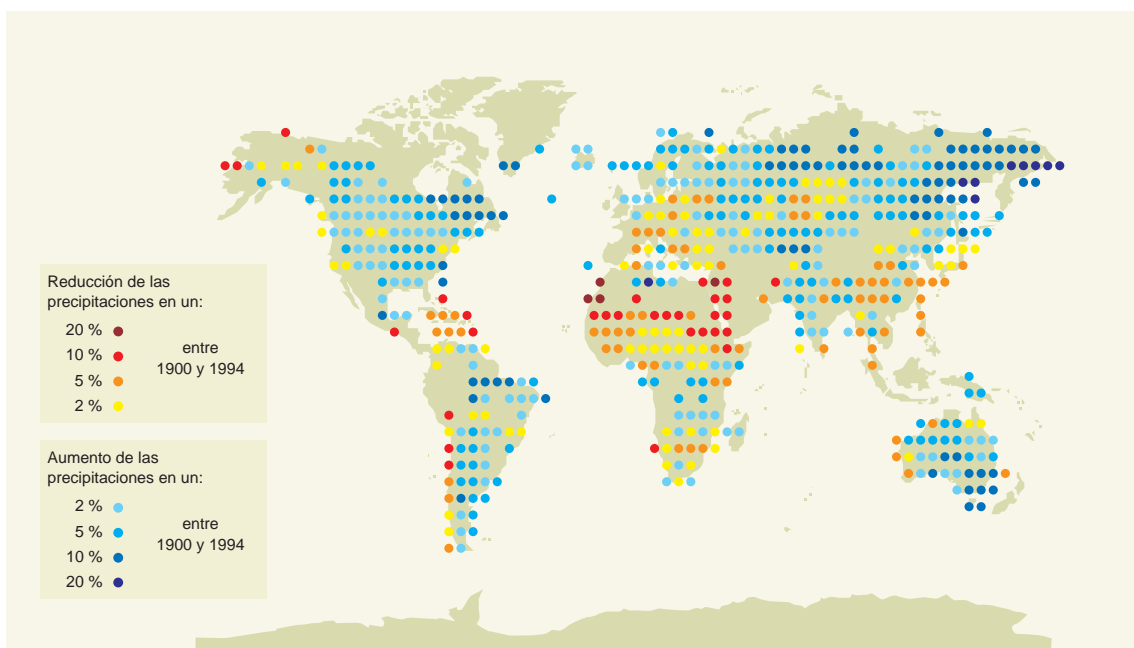 Reducción de las
precipitaciones en un:
20 %
10 %
5 %
2 %
entre
1900 y 1994
Aumento de las
precipitaciones en un:
2 %
5 %
10 %
20 %
entre
1900 y 1994